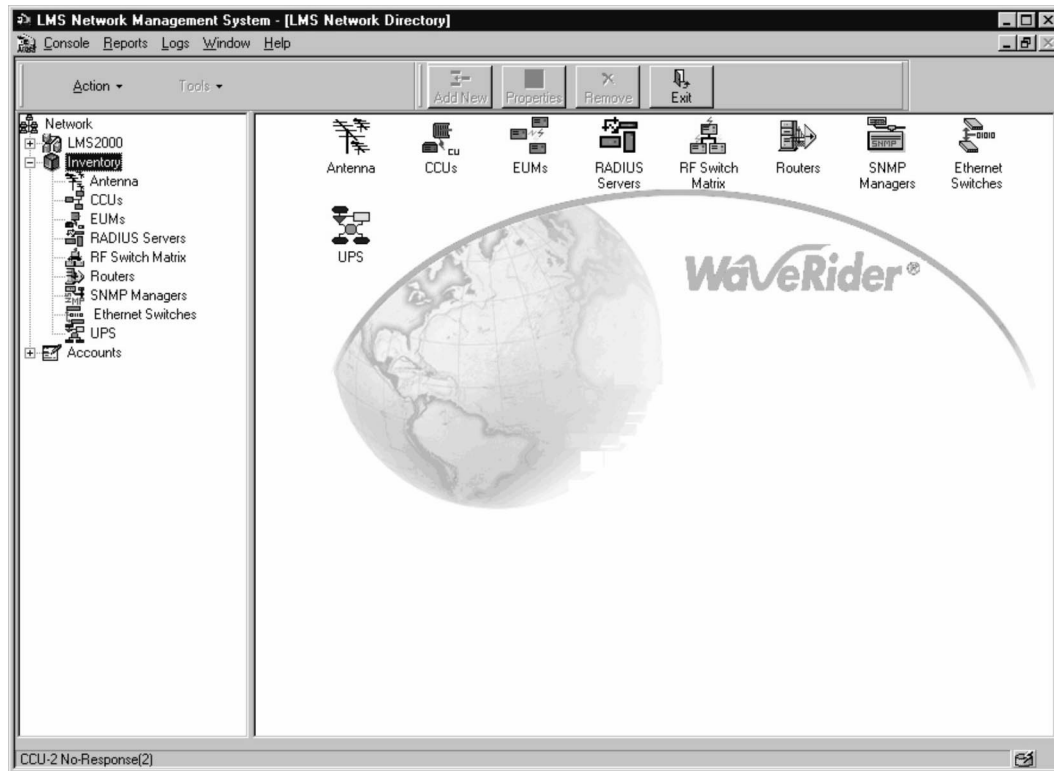 LMS Network Management System - [LMS Network Directory]
Console Reports Logs Window Help
Action Tools Add New Properties Remove Exit
Network
LMS2000
Inventory
Antenna
CCUs
EUMs
RADIUS Servers
RF Switch Matrix
Routers
SNMP Managers
Ethernet Switches
UPS
Accounts
Antenna CCUs EUMs RADIUS Servers RF Switch Matrix Routers SNMP Managers Ethernet Switches
UPS
WaveRider®
CCU-2 No-Response(2)